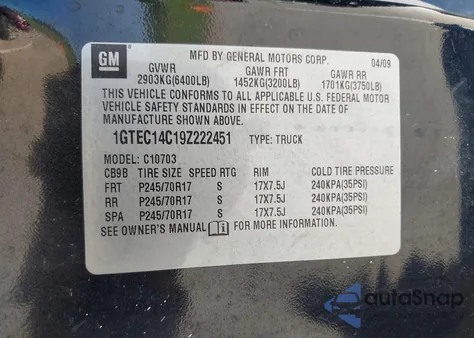 GM
MFD BY GENERAL MOTORS CORP. 04/09
GVWR GAWR FRT GAWR RR
2903KG(6400LB) 1452KG(3200LB) 1701KG(3750LB)
THIS VEHICLE CONFORMS TO ALL APPLICABLE U.S. FEDERAL MOTOR
VEHICLE SAFETY STANDARDS IN EFFECT ON THE DATE OF
MANUFACTURE SHOWN ABOVE.
1GTEC14C19Z222451 TYPE: TRUCK
MODEL: C10703
CB9B TIRE SIZE SPEED RTG RIM COLD TIRE PRESSURE
FRT P245/70R17 S 17X7.5J 240KPA(35PSI)
RR P245/70R17 S 17X7.5J 240KPA(35PSI)
SPA P245/70R17 S 17X7.5J 240KPA(35PSI)
SEE OWNER'S MANUAL FOR MORE INFORMATION.
autoSnap